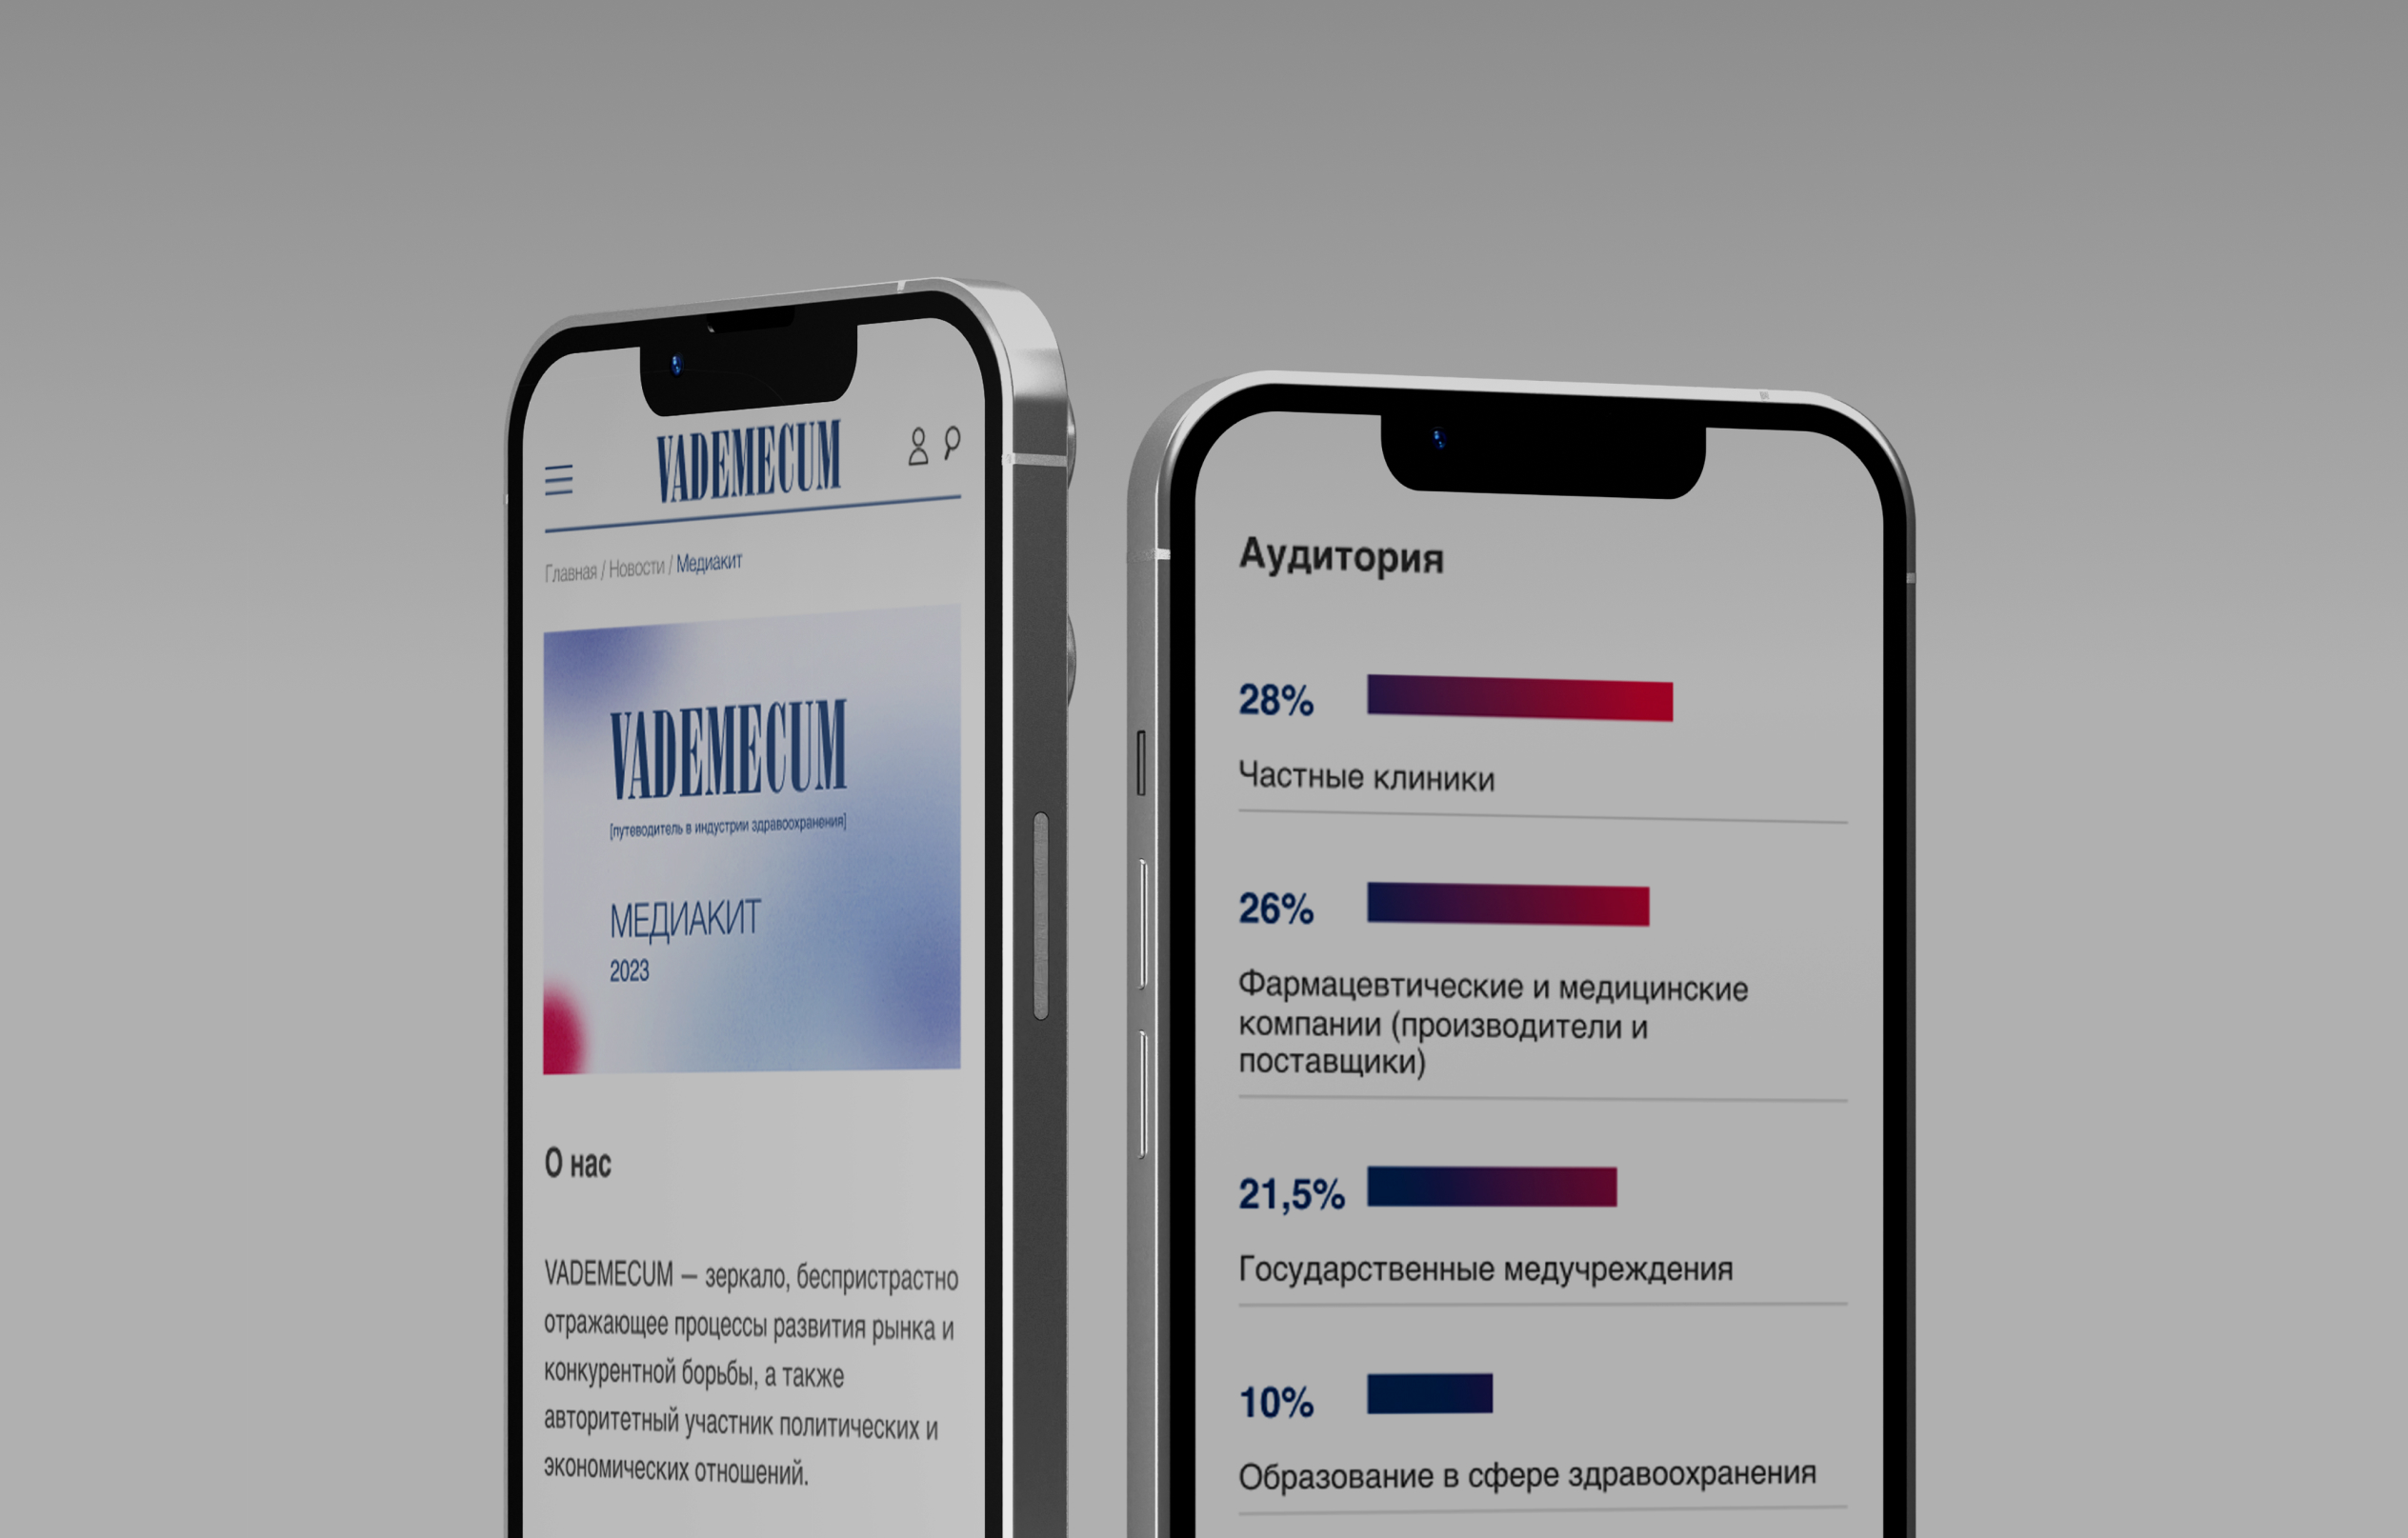 VADEMECUM
Главная / Новости / Медиакит
VADEMECUM
[путеводитель в индустрии здравоохранения]
МЕДИАКИТ
2023
О нас
VADEMECUM — зеркало, беспристрастно
отражающее процессы развития рынка и
конкурентной борьбы, а также
авторитетный участник политических и
экономических отношений.
Аудитория
28%
Частные клиники
26%
Фармацевтические и медицинские
компании (производители и
поставщики)
21,5%
Государственные медучреждения
10%
Образование в сфере здравоохранения